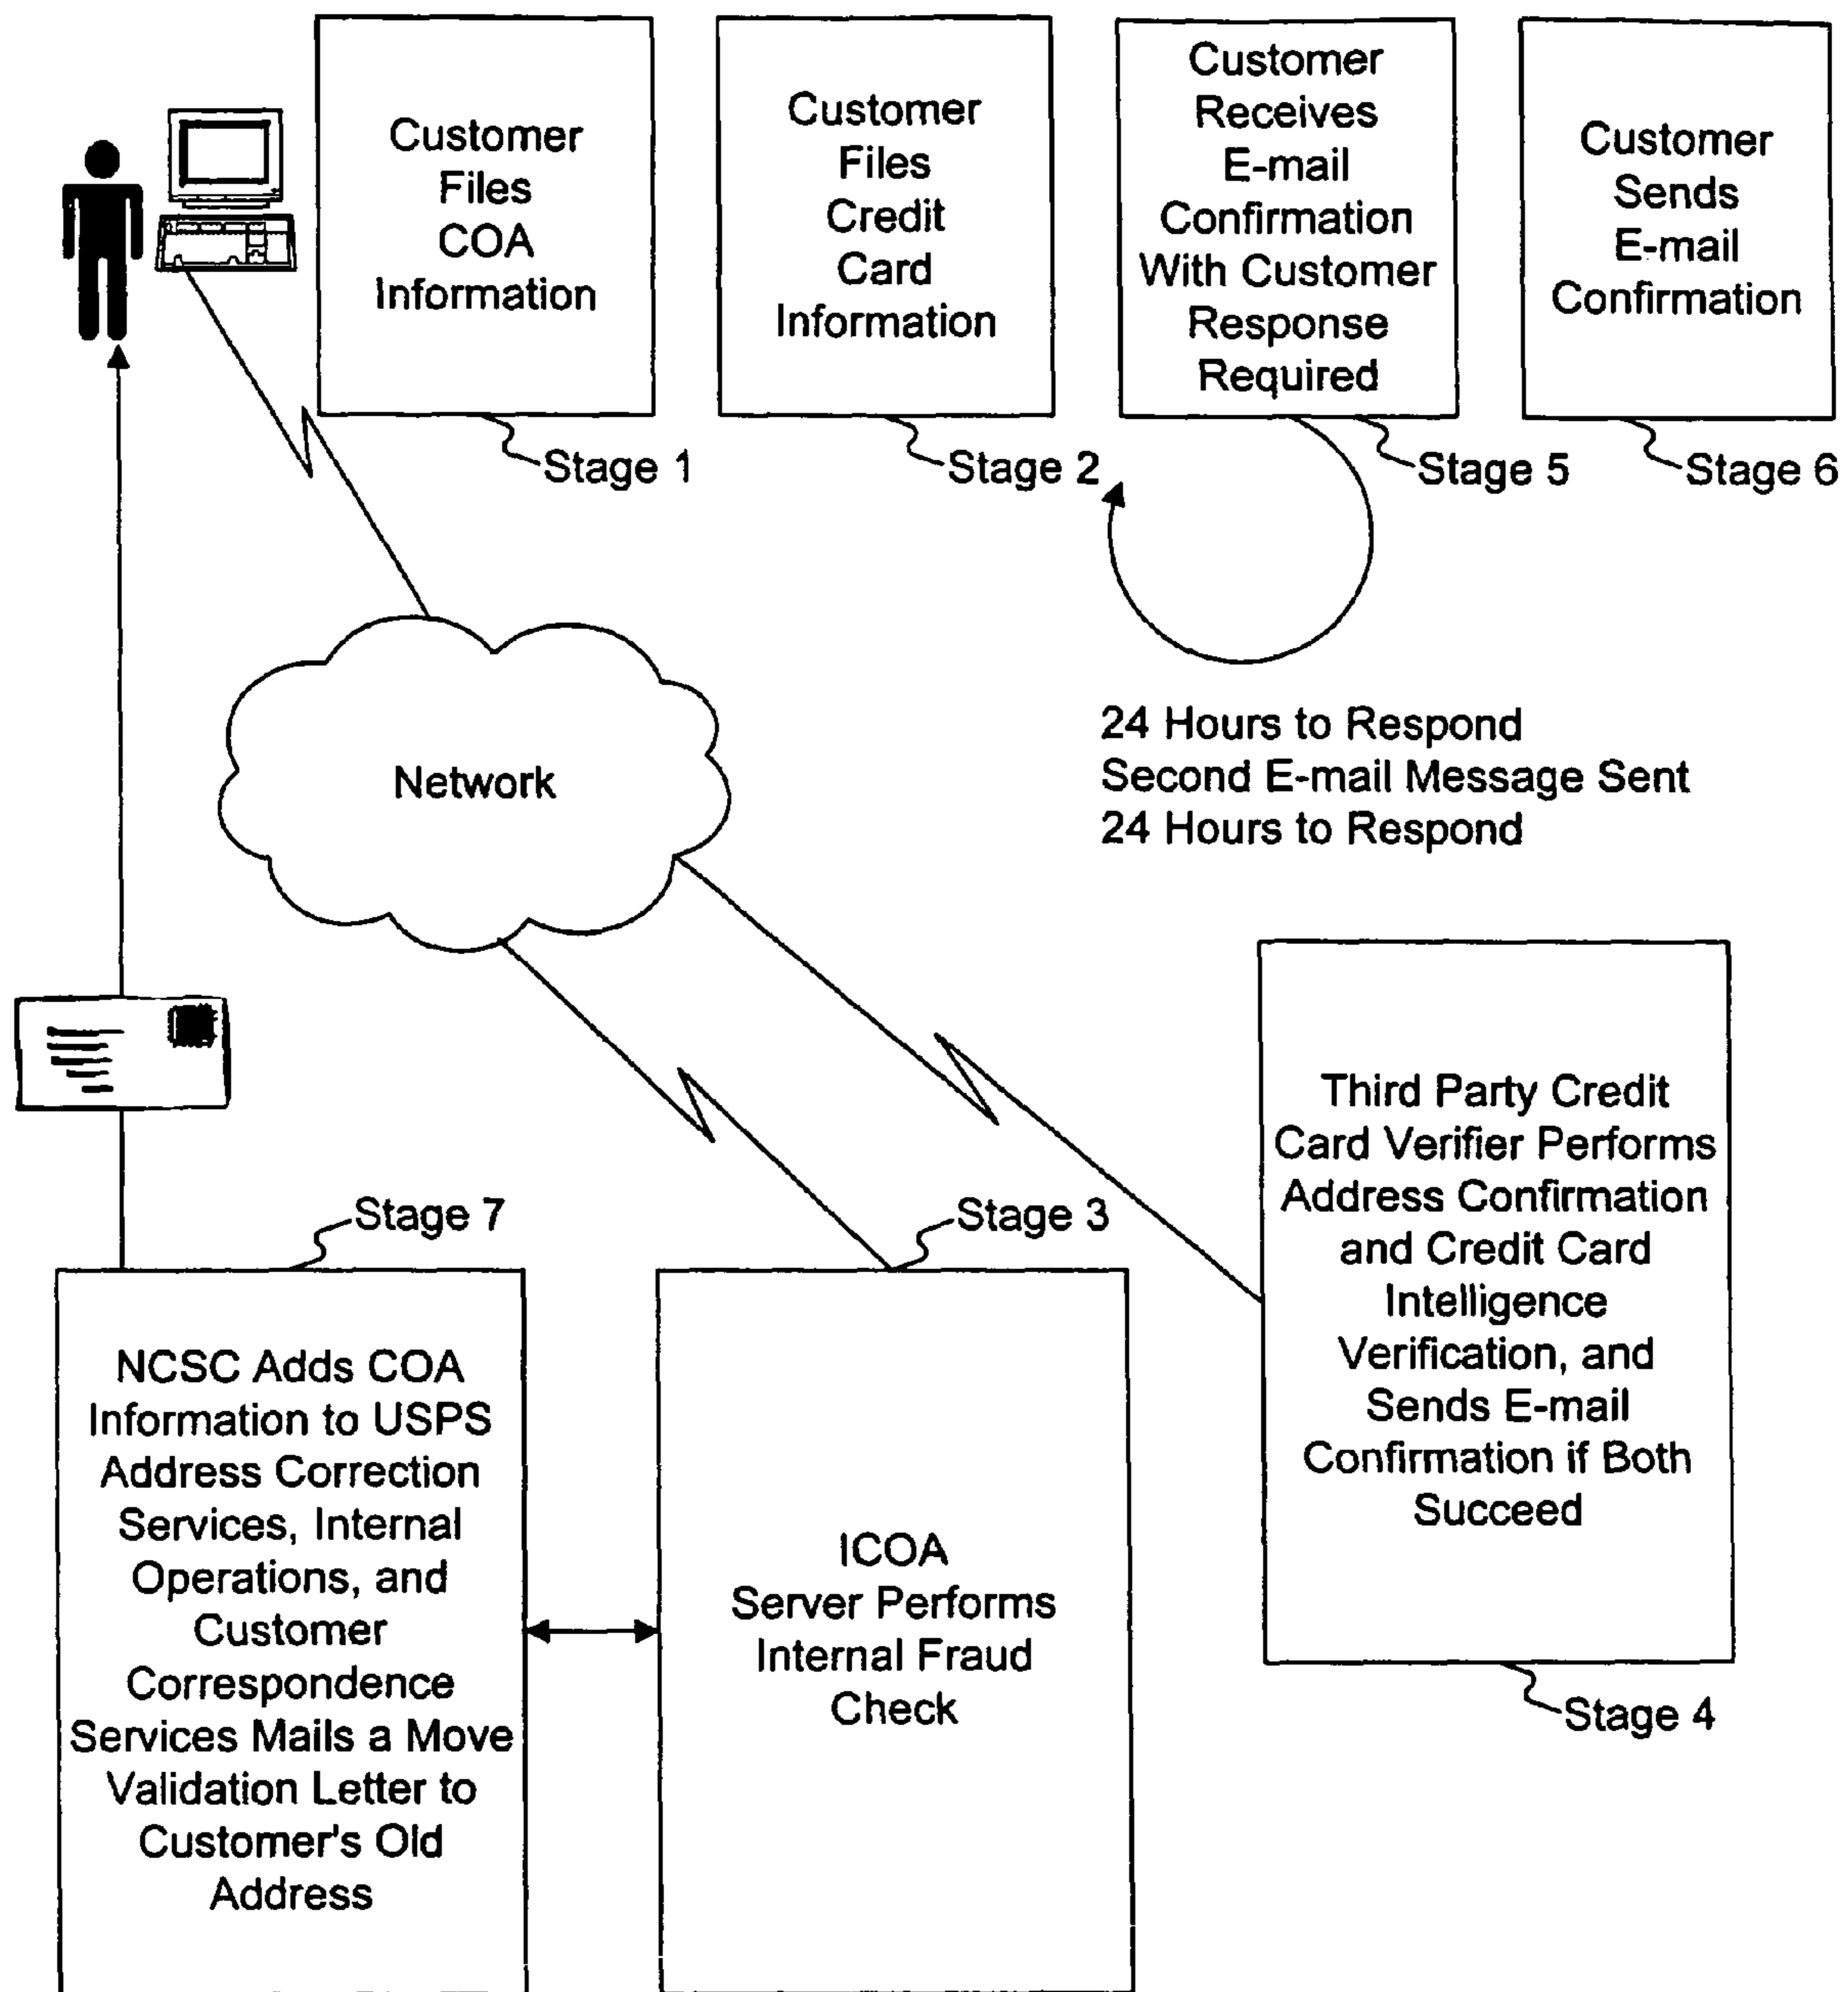 Customer
Files
COA
Information
Stage 1
Customer
Files
Credit
Card
Information
Stage 2
Customer
Receives
E-mail
Confirmation
With Customer
Response
Required
Stage 5
Customer
Sends
E-mail
Confirmation
Stage 6
24 Hours to Respond
Second E-mail Message Sent
24 Hours to Respond
Network
Stage 7
NCSC Adds COA
Information to USPS
Address Correction
Services, Internal
Operations, and
Customer
Correspondence
Services Mails a Move
Validation Letter to
Customer's Old
Address
Stage 3
ICOA
Server Performs
Internal Fraud
Check
Third Party Credit
Card Verifier Performs
Address Confirmation
and Credit Card
Intelligence
Verification, and
Sends E-mail
Confirmation if Both
Succeed
Stage 4